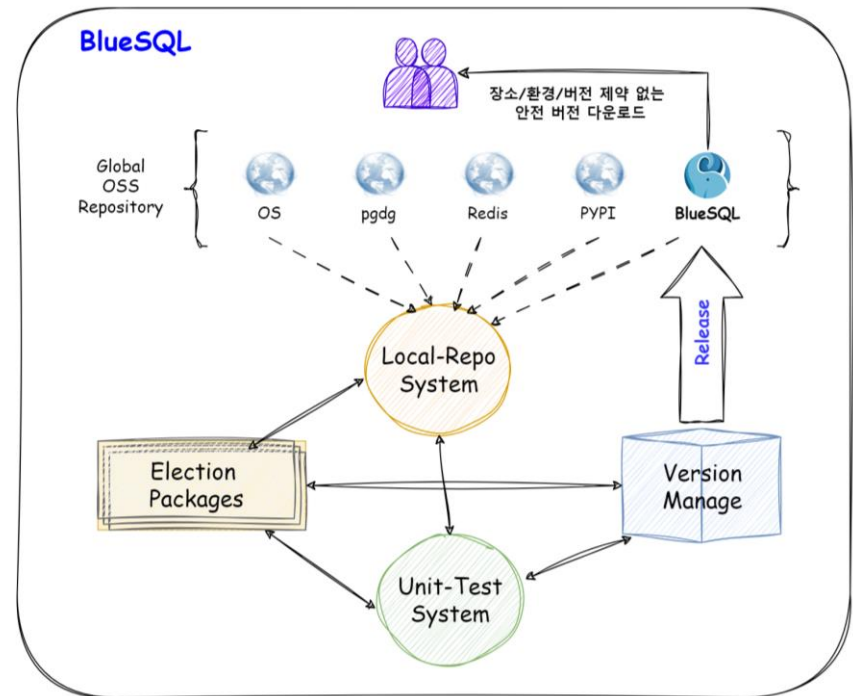 BlueSQL
장소/환경/버전 제약 없는
안전 버전 다운로드
Global
OSS
Repository
OS
pgdg
Redis
PYPI
BlueSQL
Release
Local-Repo
System
Election
Packages
Version
Manage
Unit-Test
System